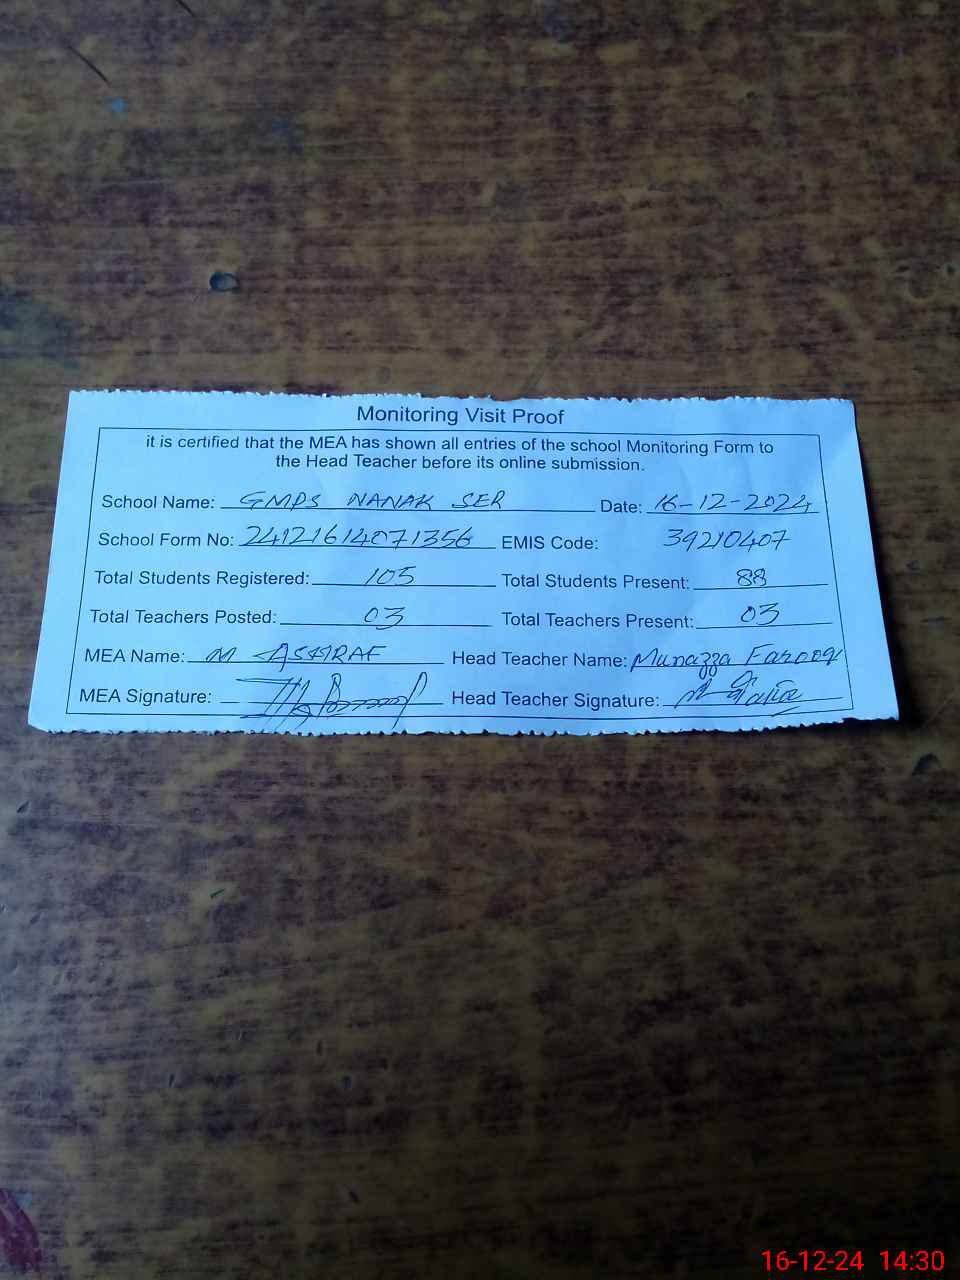 Monitoring Visit Proof
it is certified that the MEA has shown all entries of the school Monitoring Form to
the Head Teacher before its online submission.
School Name: GMPS NANAK SER Date: 16-12-2024
School Form No: 24121614071356 EMIS Code: 39210407
Total Students Registered: 105 Total Students Present: 88
Total Teachers Posted: 03 Total Teachers Present: 03
MEA Name: M ASHRAF Head Teacher Name: Munazza Farooq
MEA Signature: Head Teacher Signature:
16-12-24 14:30